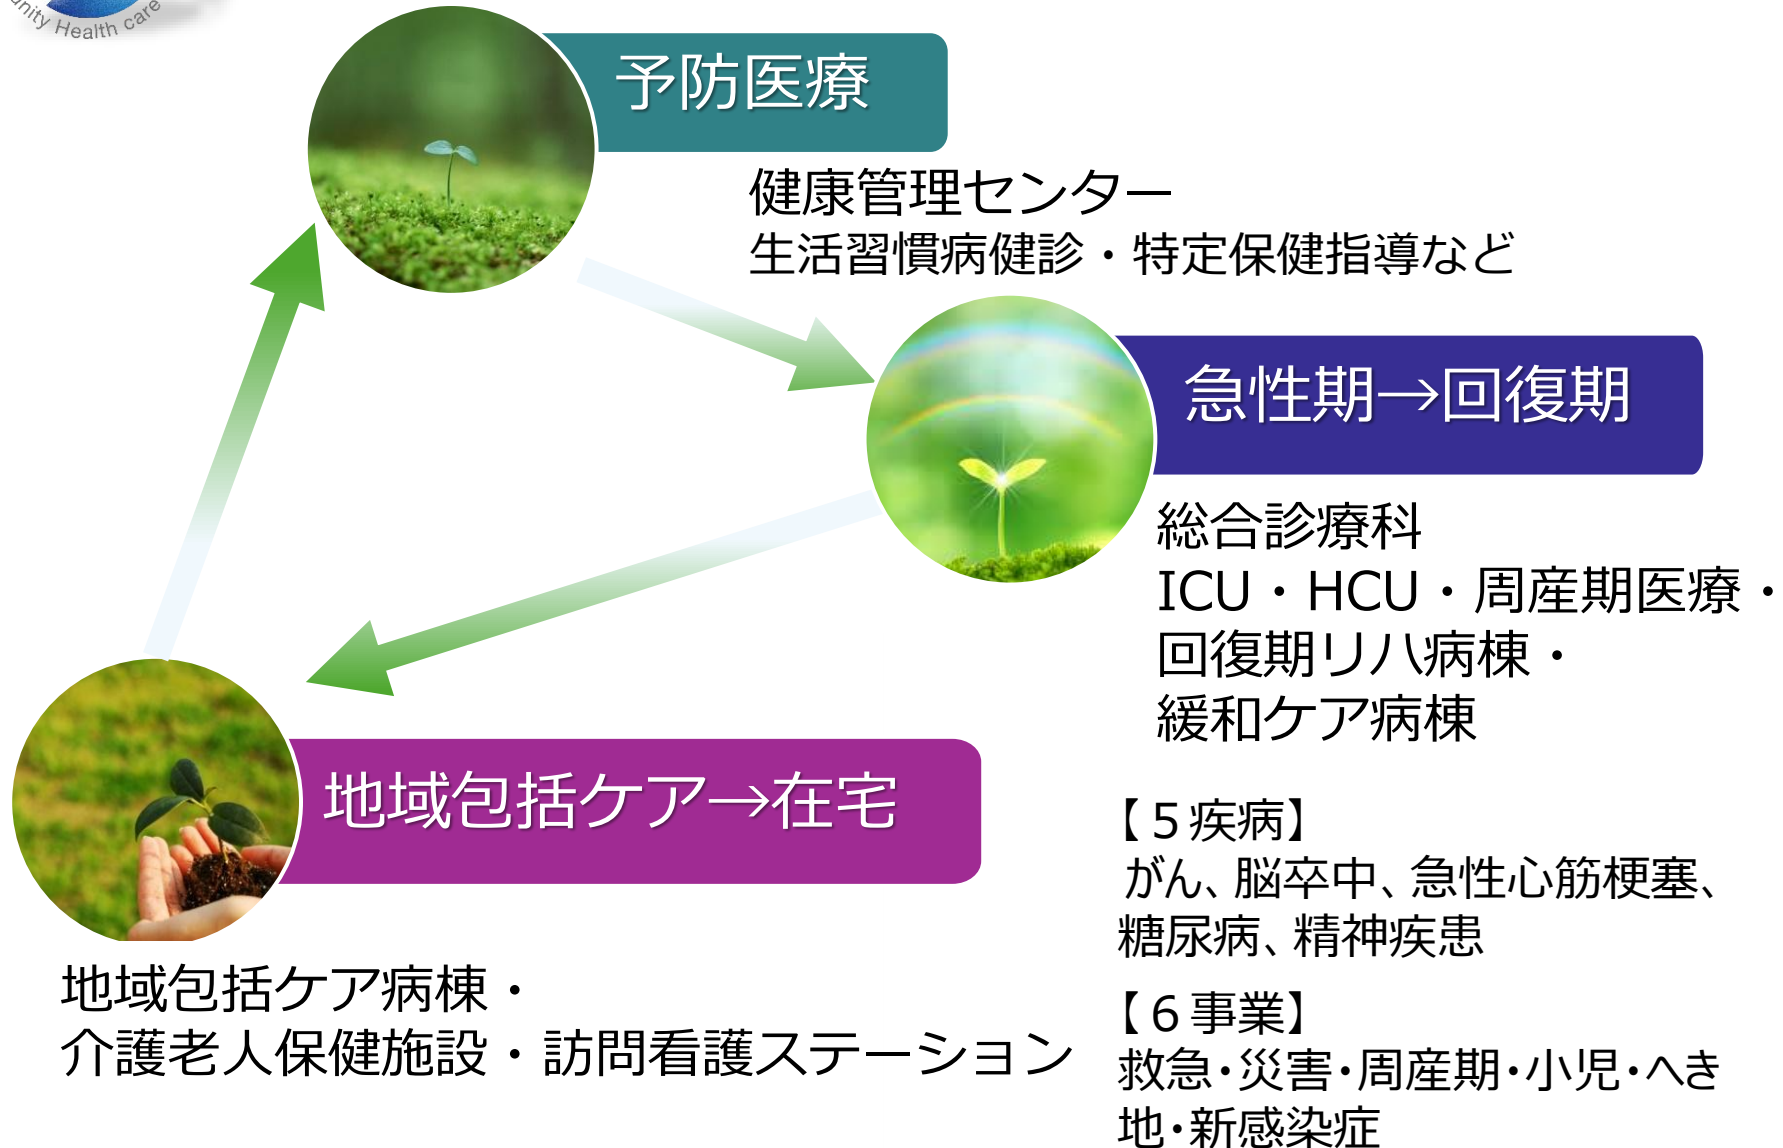 Health care
予防医療
健康管理センター
生活習慣病健診・特定保健指導など
急性期→回復期
総合診療科
ICU・HCU・周産期医療・
回復期リハ病棟・
緩和ケア病棟
地域包括ケア→在宅
地域包括ケア病棟・
介護老人保健施設・訪問看護ステーション
【５疾病】
がん、脳卒中、急性心筋梗塞、
糖尿病、精神疾患
【６事業】
救急・災害・周産期・小児・へき
地・新感染症